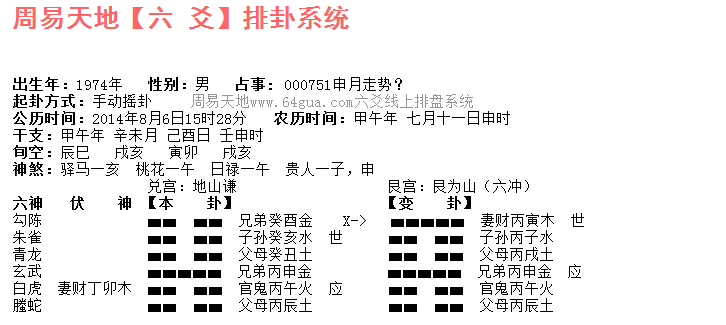 周易天地【六 爻】排卦系统
出生年：1974年 性别：男 占事：000751申月走势？
起卦方式：手动摇卦 周易天地www.64gua.com六爻线上排盘系统
公历时间：2014年8月6日15时28分 农历时间：甲午年 七月十一日申时
干支：甲午年 辛未月 己酉日 壬申时
旬空：辰巳 戌亥 寅卯 戌亥
神煞：驿马—亥 桃花—午 日禄—午 贵人—子，申
兑宫：地山谦 艮宫：艮为山（六冲）
六神 伏 神 【本 卦】 【变 卦】
勾陈 兄弟癸酉金 X-> 妻财丙寅木 世
朱雀 子孙癸亥水 世 子孙丙子水
青龙 父母癸丑土 父母丙戌土
玄武 兄弟丙申金 兄弟丙申金 应
白虎 妻财丁卯木 官鬼丙午火 应 官鬼丙午火
螣蛇 父母丙辰土 父母丙辰土